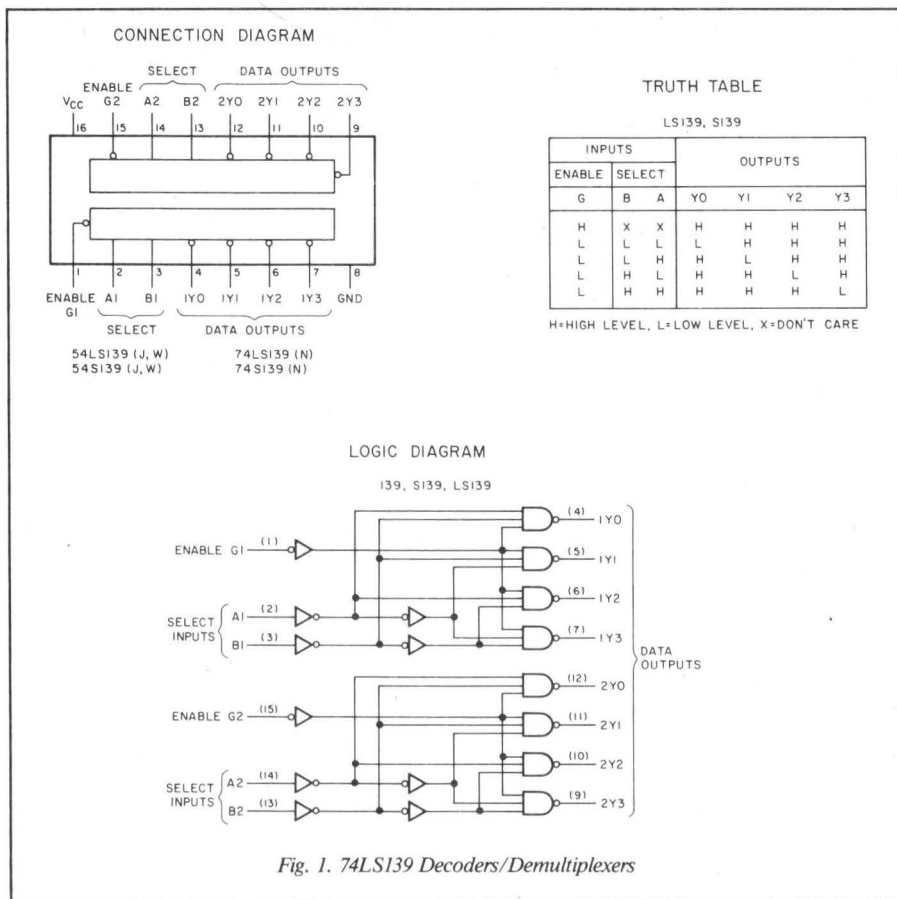 CONNECTION DIAGRAM
SELECT DATA OUTPUTS
ENABLE
VCC G2 A2 B2 2Y0 2Y1 2Y2 2Y3
16 15 14 13 12 11 10 9
1 2 3 4 5 6 7 8
ENABLE A1 B1 1Y0 1Y1 1Y2 1Y3 GND
G1
SELECT DATA OUTPUTS
54LS139 (J, W) 74LS139 (N)
54S139 (J, W) 74S139 (N)
TRUTH TABLE
LS139, S139
INPUTS OUTPUTS
ENABLE SELECT
G B A Y0 Y1 Y2 Y3
H X X H H H H
L L L L H H H
L L H H L H H
L H L H H L H
L H H H H H L
H=HIGH LEVEL, L=LOW LEVEL, X=DON'T CARE
LOGIC DIAGRAM
139, S139, LS139
(4) 1Y0
ENABLE G1 (1)
(5) 1Y1
(6) 1Y2
SELECT INPUTS A1 (2)
B1 (3)
(7) 1Y3
DATA OUTPUTS
(12) 2Y0
ENABLE G2 (15)
(11) 2Y1
(10) 2Y2
SELECT INPUTS A2 (14)
B2 (13)
(9) 2Y3
Fig. 1. 74LS139 Decoders/Demultiplexers